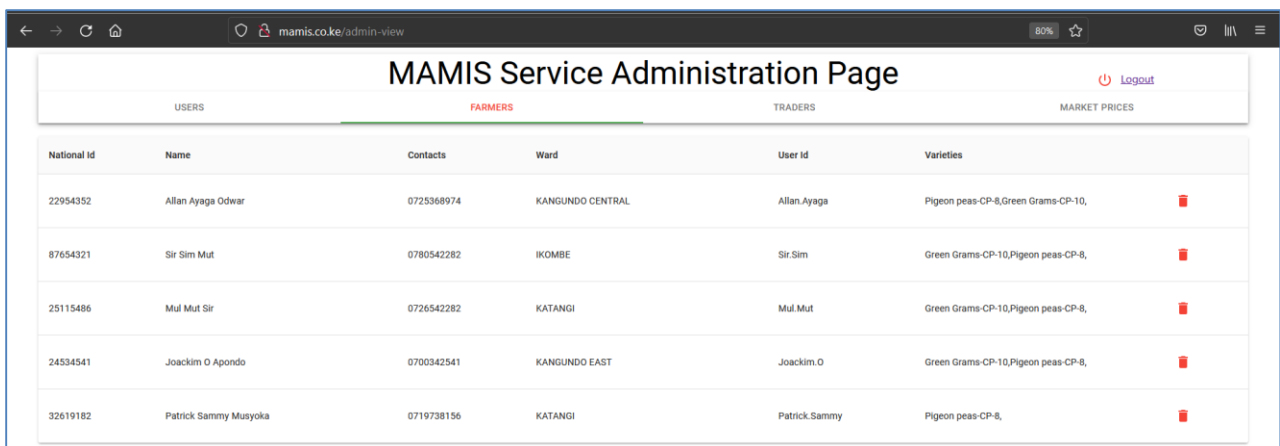 mamis.co.ke/admin-view 80%
MAMIS Service Administration Page
Logout
USERS FARMERS TRADERS MARKET PRICES
National Id Name Contacts Ward User Id Varieties
22954352 Allan Ayaga Odwar 0725368974 KANGUNDO CENTRAL Allan.Ayaga Pigeon peas-CP-8,Green Grams-CP-10,
87654321 Sir Sim Mut 0780542282 IKOMBE Sir.Sim Green Grams-CP-10,Pigeon peas-CP-8,
25115486 Mul Mut Sir 0726542282 KATANGI Mul.Mut Green Grams-CP-10,Pigeon peas-CP-8,
24534541 Joackim O Apondo 0700342541 KANGUNDO EAST Joackim.O Green Grams-CP-10,Pigeon peas-CP-8,
32619182 Patrick Sammy Musyoka 0719738156 KATANGI Patrick.Sammy Pigeon peas-CP-8,